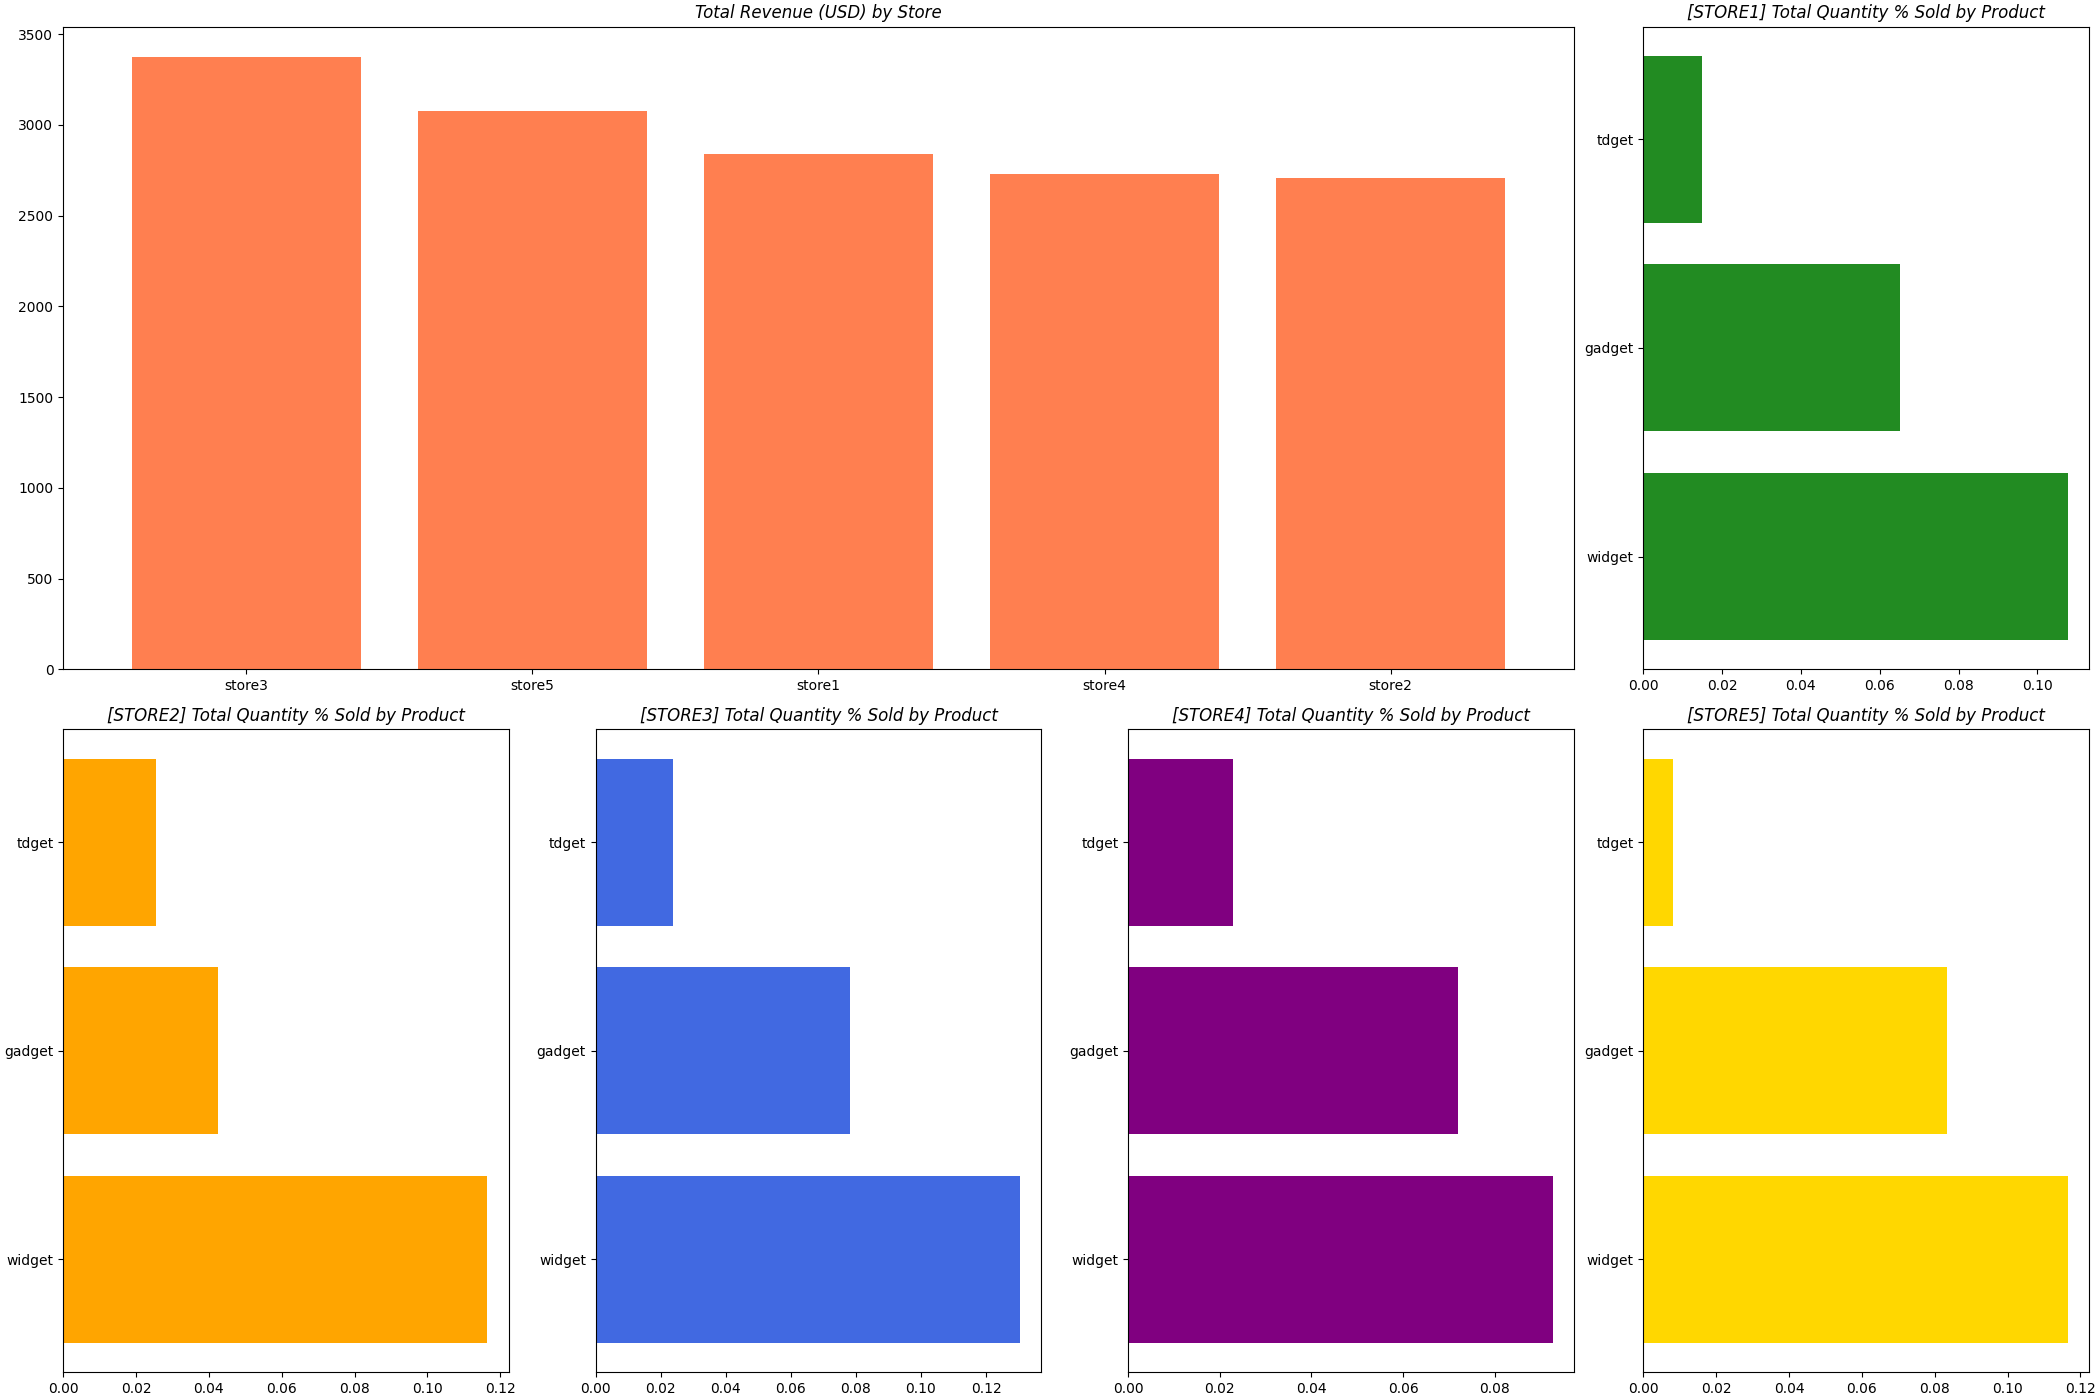 Total Revenue (USD) by Store
3500
3000
2500
2000
1500
1000
500
0
store3 store5 store1 store4 store2
[STORE1] Total Quantity % Sold by Product
tdget
gadget
widget
0.00 0.02 0.04 0.06 0.08 0.10
[STORE2] Total Quantity % Sold by Product
tdget
gadget
widget
0.00 0.02 0.04 0.06 0.08 0.10 0.12
[STORE3] Total Quantity % Sold by Product
tdget
gadget
widget
0.00 0.02 0.04 0.06 0.08 0.10 0.12
[STORE4] Total Quantity % Sold by Product
tdget
gadget
widget
0.00 0.02 0.04 0.06 0.08
[STORE5] Total Quantity % Sold by Product
tdget
gadget
widget
0.00 0.02 0.04 0.06 0.08 0.10 0.12